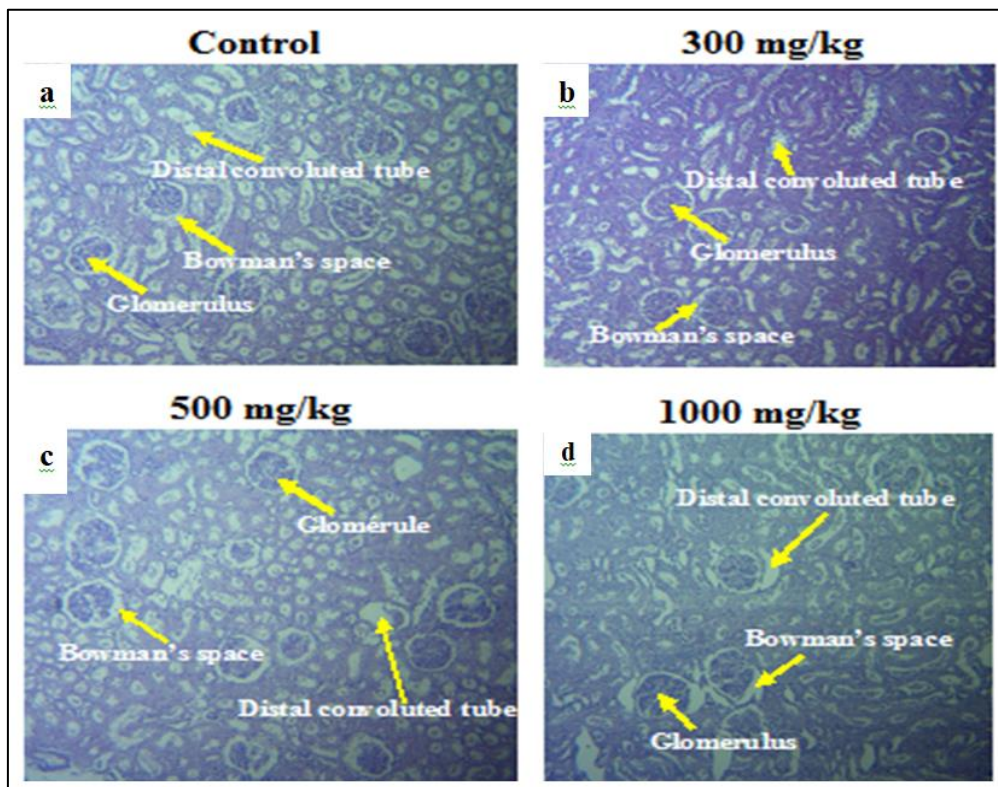 Control
a
Distal convoluted tube
Bowman's space
Glomerulus
300 mg/kg
b
Distal convoluted tube
Glomerulus
Bowman's space
500 mg/kg
c
Glomérule
Bowman's space
Distal convoluted tube
1000 mg/kg
d
Distal convoluted tube
Bowman's space
Glomerulus